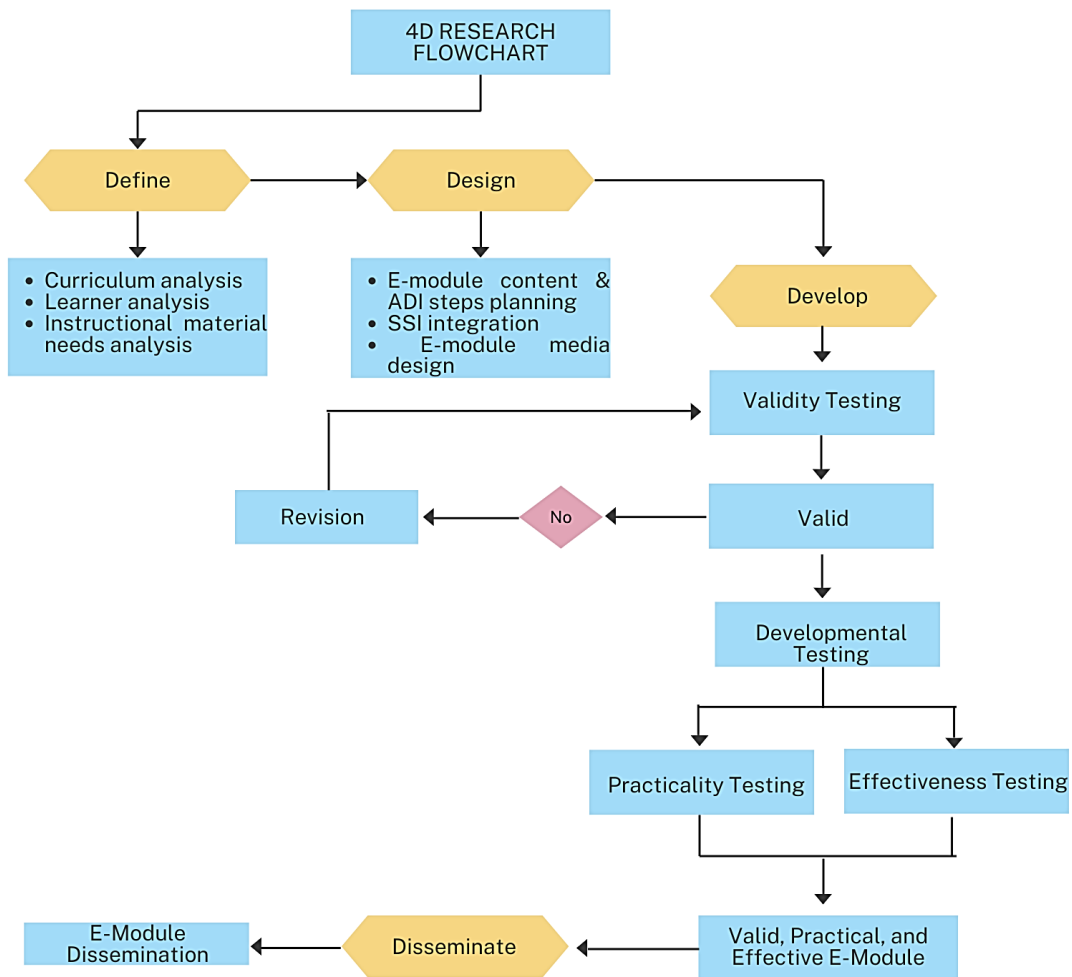 4D RESEARCH
FLOWCHART
Define
Design
• Curriculum analysis
• Learner analysis
• Instructional material
needs analysis
• E-module content &
ADI steps planning
• SSI integration
• E-module media
design
Develop
Validity Testing
Revision
No
Valid
Developmental
Testing
Practicality Testing
Effectiveness Testing
E-Module
Dissemination
Disseminate
Valid, Practical, and
Effective E-Module